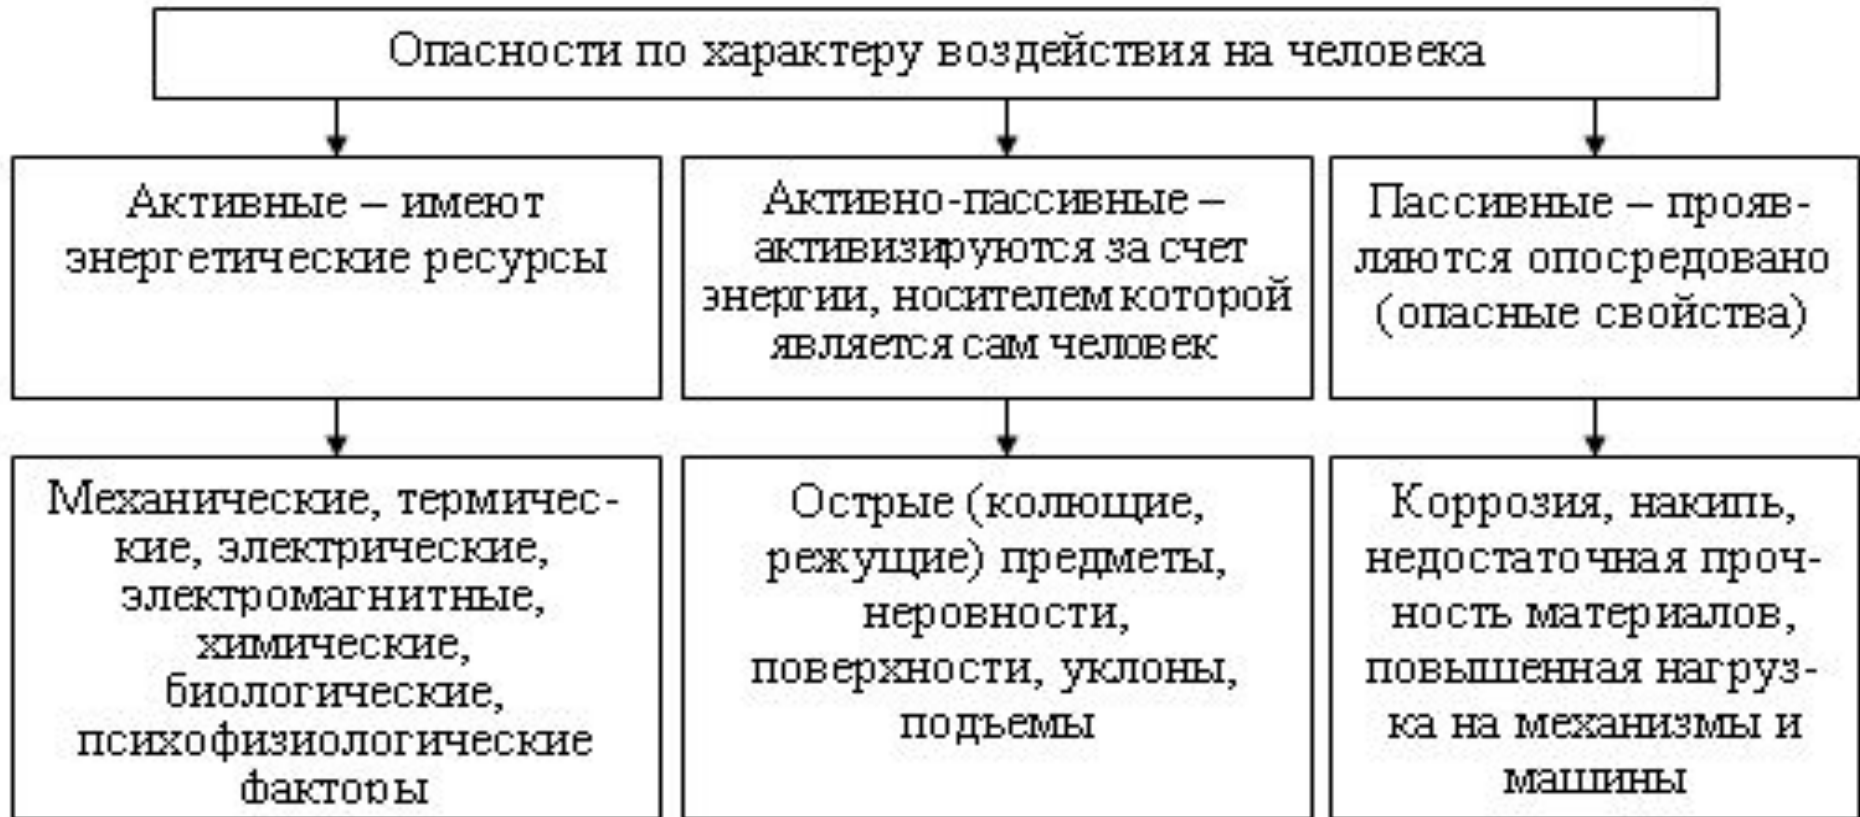 Опасности по характеру воздействия на человека
Активные – имеют
энергетические ресурсы
Активно-пассивные –
активизируются за счет
энергии, носителем которой
является сам человек
Пассивные – прояв-
ляются опосредовано
(опасные свойства)
Механические, термичес-
кие, электрические,
электромагнитные,
химические,
биологические,
психофизиологические
факторы
Острые (колющие,
режущие) предметы,
неровности,
поверхности, уклоны,
подъемы
Коррозия, накипь,
недостаточная проч-
ность материалов,
повышенная нагруз-
ка на механизмы и
машины